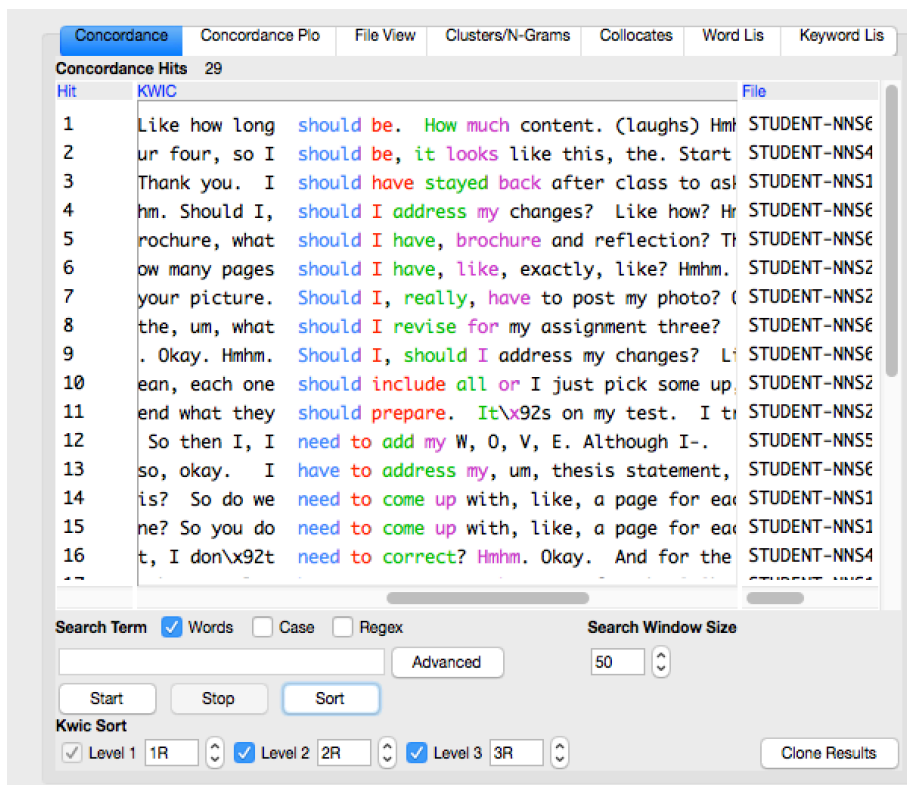 Concordance Concordance Plo File View Clusters/N-Grams Collocates Word Lis Keyword Lis
Concordance Hits 29
Hit KWIC File
1 Like how long should be. How much content. (laughs) Hmh STUDENT-NNS6
2 ur four, so I should be, it looks like this, the. Start STUDENT-NNS4
3 Thank you. I should have stayed back after class to ask STUDENT-NNS1
4 hm. Should I, should I address my changes? Like how? Hm STUDENT-NNS6
5 rochure, what should I have, brochure and reflection? Th STUDENT-NNS6
6 ow many pages should I have, like, exactly, like? Hmhm. STUDENT-NNS2
7 your picture. Should I, really, have to post my photo? STUDENT-NNS2
8 the, um, what should I revise for my assignment three? STUDENT-NNS6
9 . Okay. Hmhm. Should I, should I address my changes? Li STUDENT-NNS6
10 ean, each one should include all or I just pick some up, STUDENT-NNS2
11 end what they should prepare. It\x92s on my test. I tr STUDENT-NNS2
12 So then I, I need to add my W, O, V, E. Although I-. STUDENT-NNS5
13 so, okay. I have to address my, um, thesis statement, STUDENT-NNS6
14 is? So do we need to come up with, like, a page for eac STUDENT-NNS1
15 ne? So you do need to come up with, like, a page for eac STUDENT-NNS1
16 t, I don\x92t need to correct? Hmhm. Okay. And for the STUDENT-NNS4
Search Term Words Case Regex Search Window Size
Advanced 50
Start Stop Sort
Kwic Sort
Level 1 1R Level 2 2R Level 3 3R Clone Results